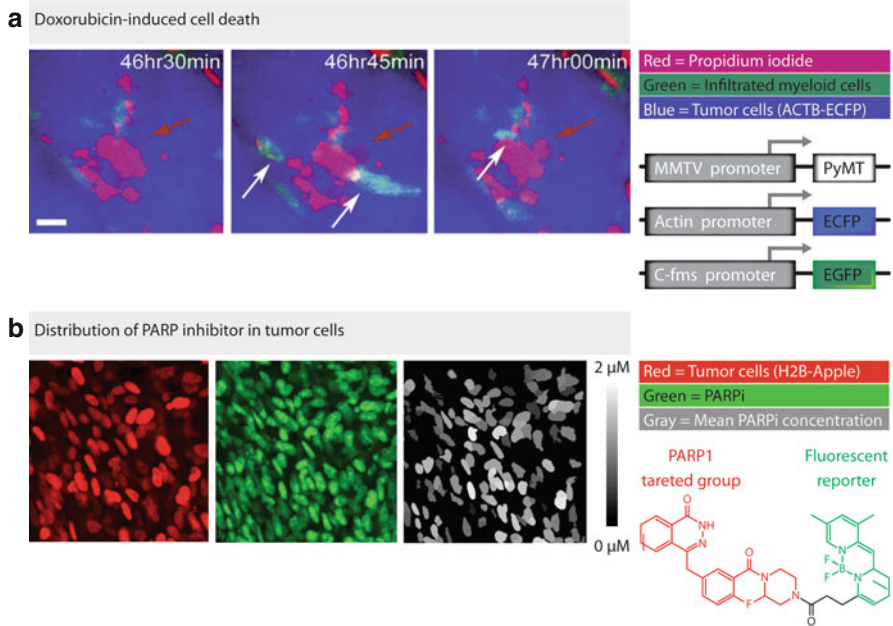 a
Doxorubicin-induced cell death
46hr30min
46hr45min
47hr00min
Red = Propidium iodide
Green = Infiltrated myeloid cells
Blue = Tumor cells (ACTB-ECFP)
MMTV promoter
PyMT
Actin promoter
ECFP
C-fms promoter
EGFP
b
Distribution of PARP inhibitor in tumor cells
2 μM
0 μM
Red = Tumor cells (H2B-Apple)
Green = PARPi
Gray = Mean PARPi concentration
PARP1
tareted group
Fluorescent
reporter
O
NH
N
O
N
F
N
O
N
F
B
F
N